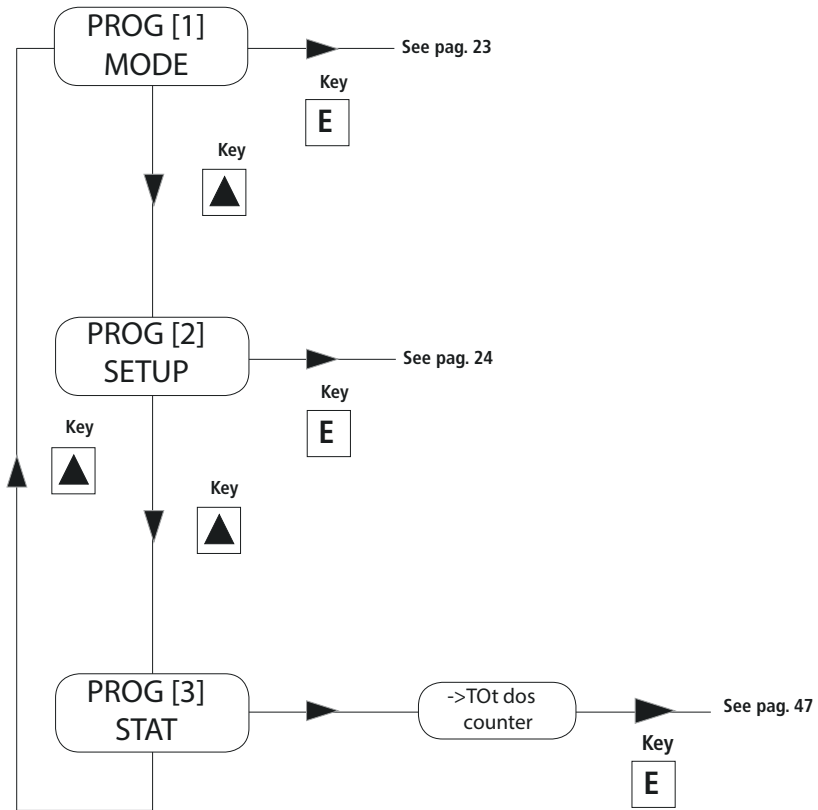 PROG [1]
MODE
See pag. 23
Key
E
Key
PROG [2]
SETUP
See pag. 24
Key
E
Key
Key
PROG [3]
STAT
->TOt dos
counter
See pag. 47
Key
E